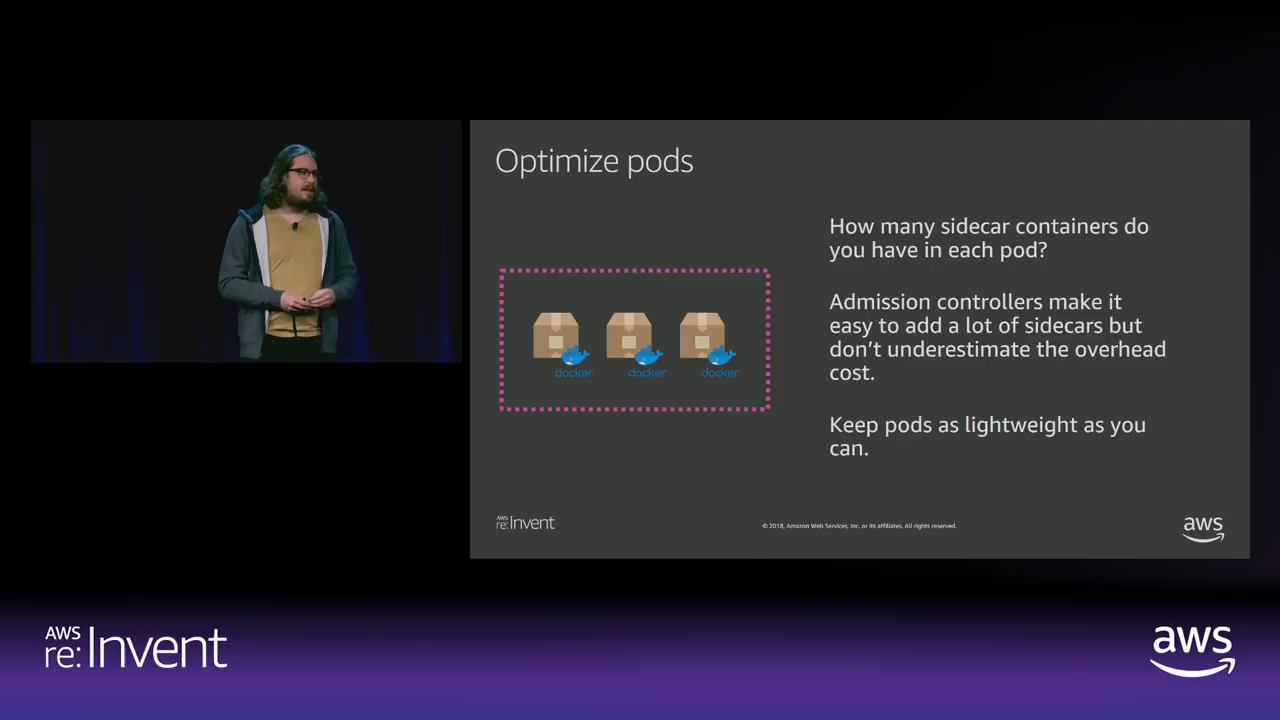 Optimize pods
How many sidecar containers do
you have in each pod?
Admission controllers make it
easy to add a lot of sidecars but
don't underestimate the overhead
cost.
Keep pods as lightweight as you
can.
docker
docker
docker
AWS
re:Invent
© 2018, Amazon Web Services, Inc. or its affiliates. All rights reserved.
aws
AWS
re:Invent
aws